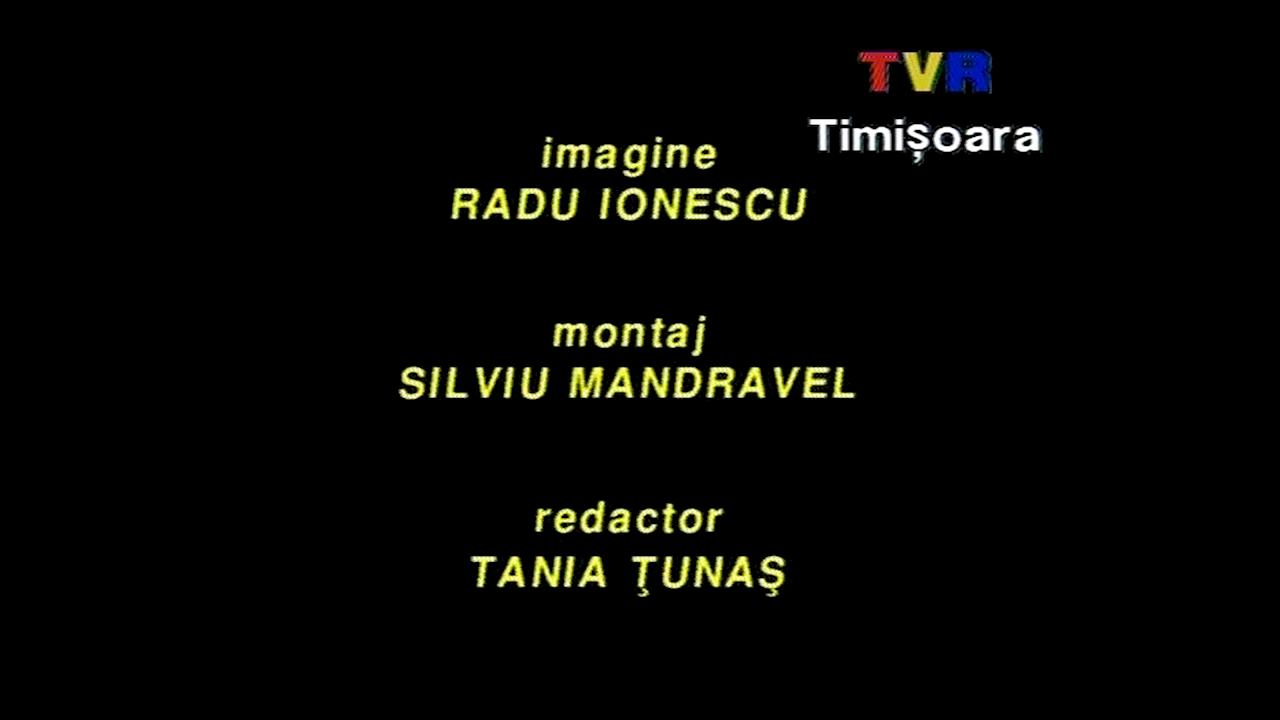 TVR
Timișoara
imagine
RADU IONESCU
montaj
SILVIU MANDRAVEL
redactor
TANIA ŢUNAŞ